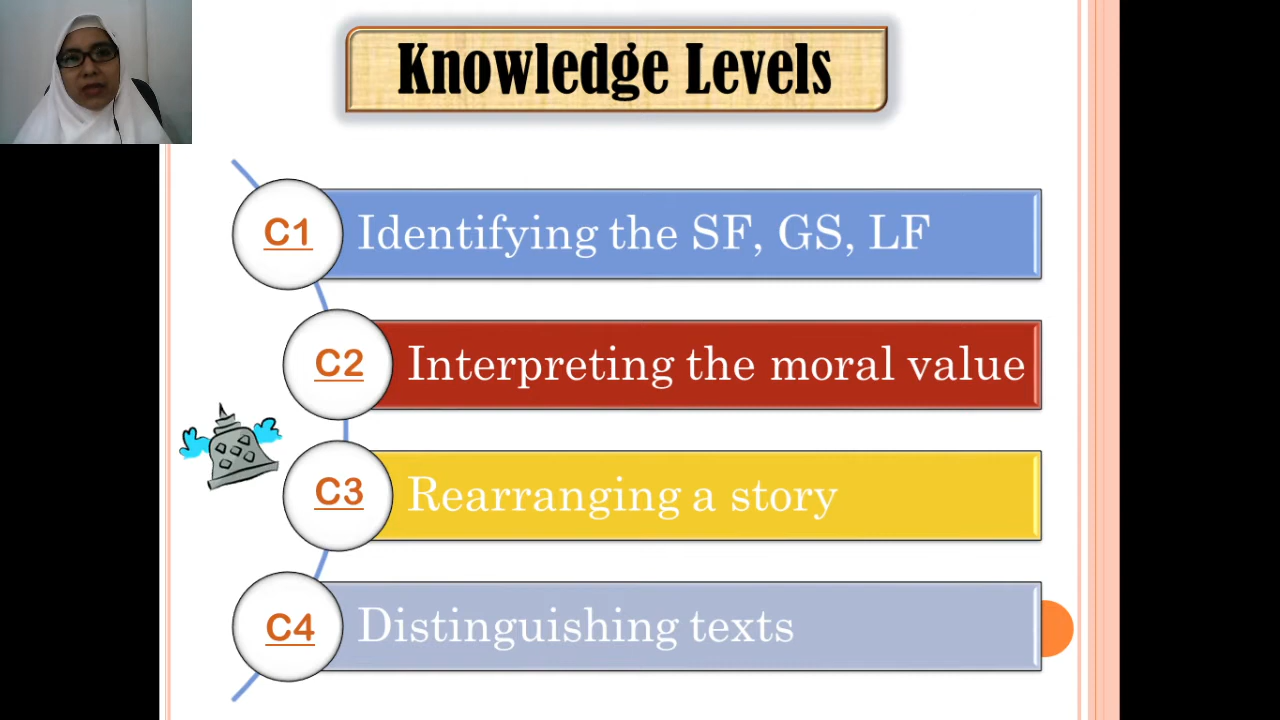 Knowledge Levels
C1 Identifying the SF, GS, LF
C2 Interpreting the moral value
C3 Rearranging a story
C4 Distinguishing texts